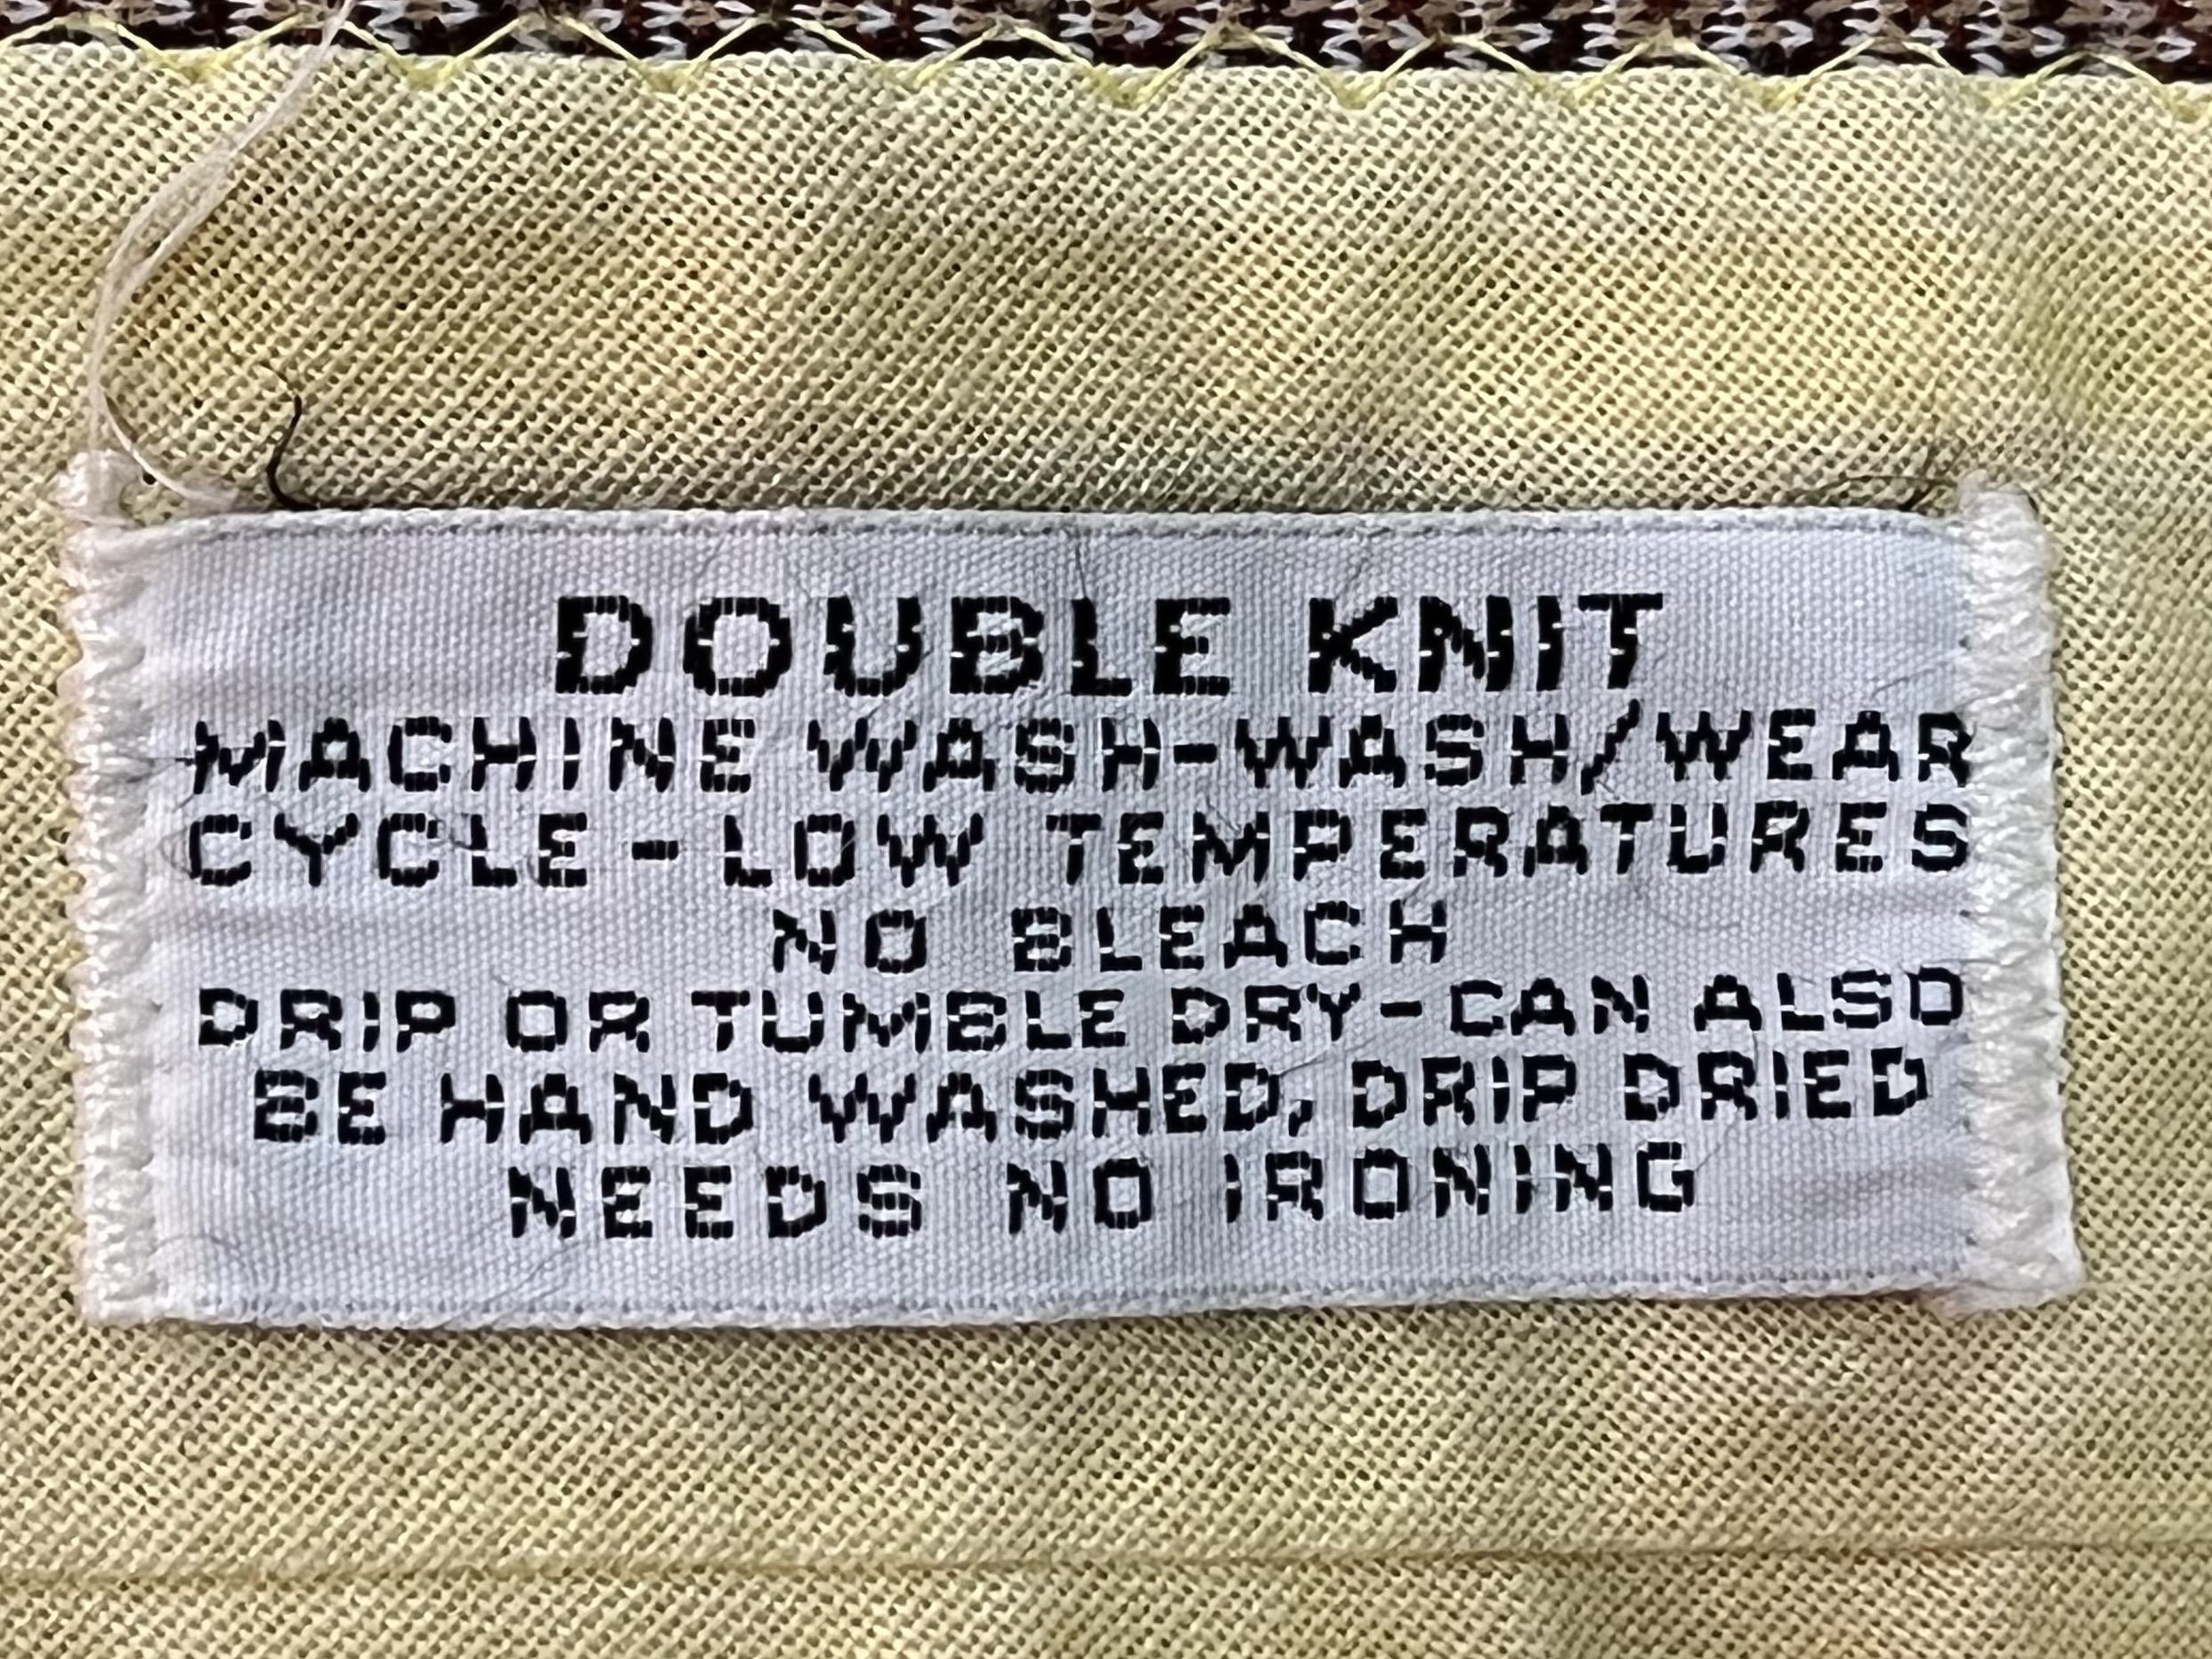 DOUBLE KNIT
MACHINE WASH-WASH/WEAR
CYCLE - LOW TEMPERATURES
NO BLEACH
DRIP OR TUMBLE DRY - CAN ALSO
BE HAND WASHED, DRIP DRIED
NEEDS NO IRONING